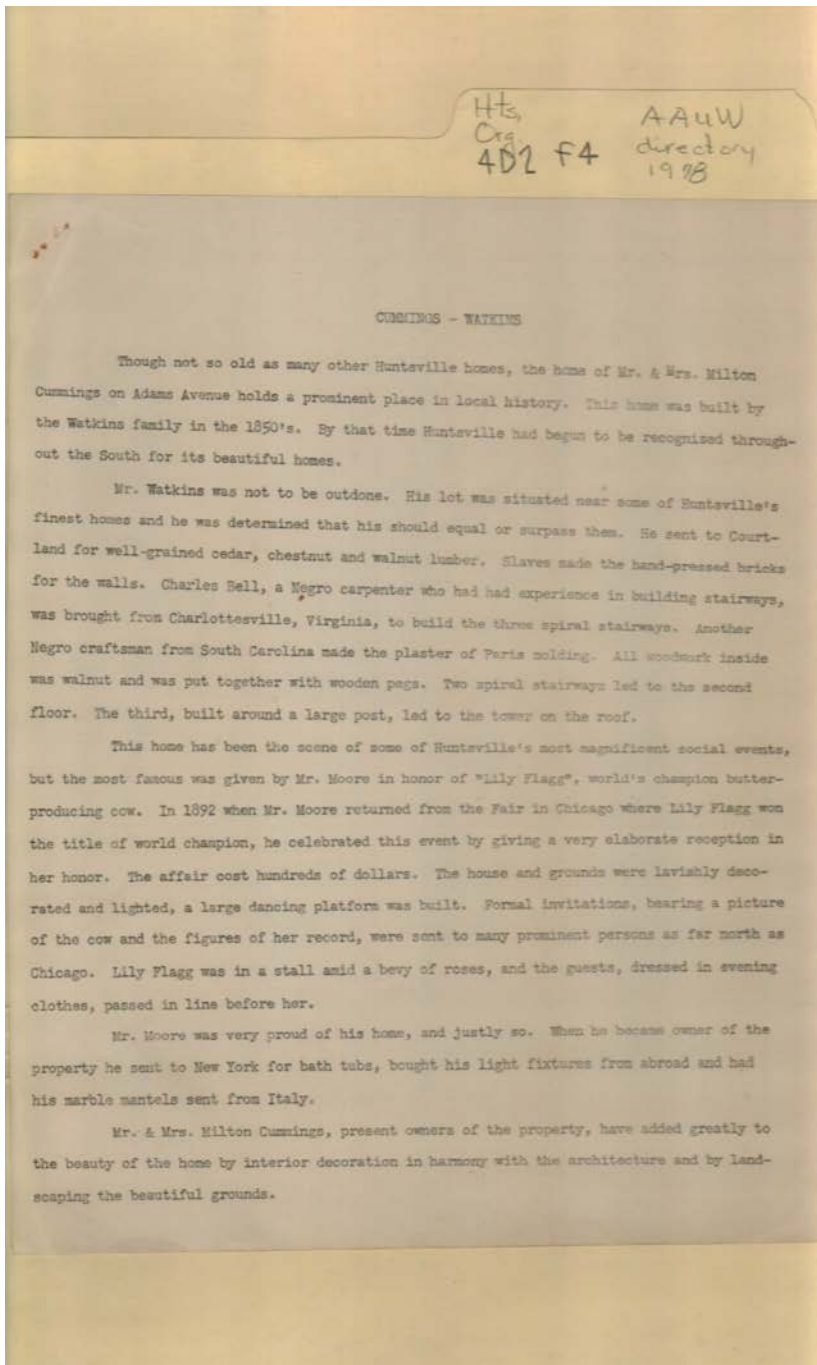 Hts,
Org.
4D2 F4
AAUW
directory
1978
CUMMINGS - WATKINS
Though not so old as many other Huntsville homes, the home of Mr. & Mrs. Milton
Cummings on Adams Avenue holds a prominent place in local history. This home was built by
the Watkins family in the 1850's. By that time Huntsville had begun to be recognized through-
out the South for its beautiful homes.
Mr. Watkins was not to be outdone. His lot was situated near some of Huntsville's
finest homes and he was determined that his should equal or surpass them. He sent to Court-
land for well-grained cedar, chestnut and walnut lumber. Slaves made the hand-pressed bricks
for the walls. Charles Bell, a Negro carpenter who had had experience in building stairways,
was brought from Charlottesville, Virginia, to build the three spiral stairways. Another
Negro craftsman from South Carolina made the plaster of Paris molding. All woodwork inside
was walnut and was put together with wooden pegs. Two spiral stairways led to the second
floor. The third, built around a large post, led to the tower on the roof.
This home has been the scene of some of Huntsville's most magnificent social events,
but the most famous was given by Mr. Moore in honor of "Lily Flagg", world's champion butter-
producing cow. In 1892 when Mr. Moore returned from the Fair in Chicago where Lily Flagg won
the title of world champion, he celebrated this event by giving a very elaborate reception in
her honor. The affair cost hundreds of dollars. The house and grounds were lavishly deco-
rated and lighted, a large dancing platform was built. Formal invitations, bearing a picture
of the cow and the figures of her record, were sent to many prominent persons as far north as
Chicago. Lily Flagg was in a stall amid a bevy of roses, and the guests, dressed in evening
clothes, passed in line before her.
Mr. Moore was very proud of his home, and justly so. When he became owner of the
property he sent to New York for bath tubs, bought his light fixtures from abroad and had
his marble mantels sent from Italy.
Mr. & Mrs. Milton Cummings, present owners of the property, have added greatly to
the beauty of the home by interior decoration in harmony with the architecture and by land-
scaping the beautiful grounds.